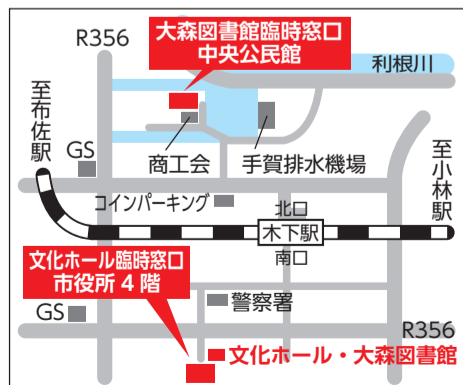 R356
大森図書館臨時窓口
中央公民館
利根川
至布佐駅
GS
商工会
手賀排水機場
至小林駅
コインパーキング
北口
木下駅
南口
文化ホール臨時窓口
市役所4階
警察署
GS
R356
文化ホール・大森図書館